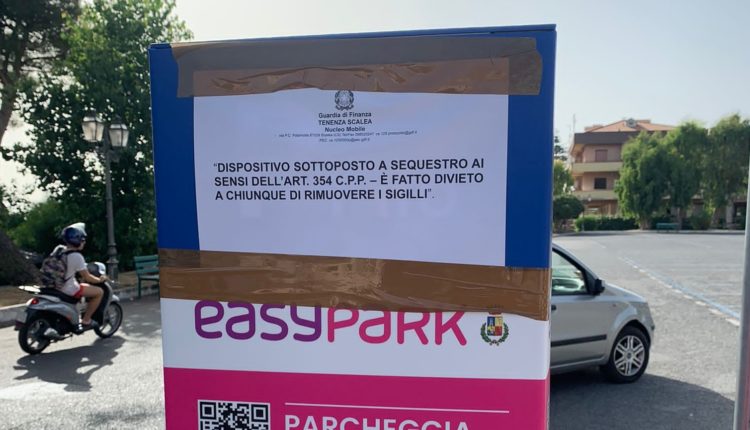 Guardia di Finanza
TENENZA SCALEA
Nucleo Mobile
"DISPOSITIVO SOTTOPOSTO A SEQUESTRO AI
SENSI DELL'ART. 354 C.P.P. – È FATTO DIVIETO
A CHIUNQUE DI RIMUOVERE I SIGILLI".
easypark
PARCHEGGIA